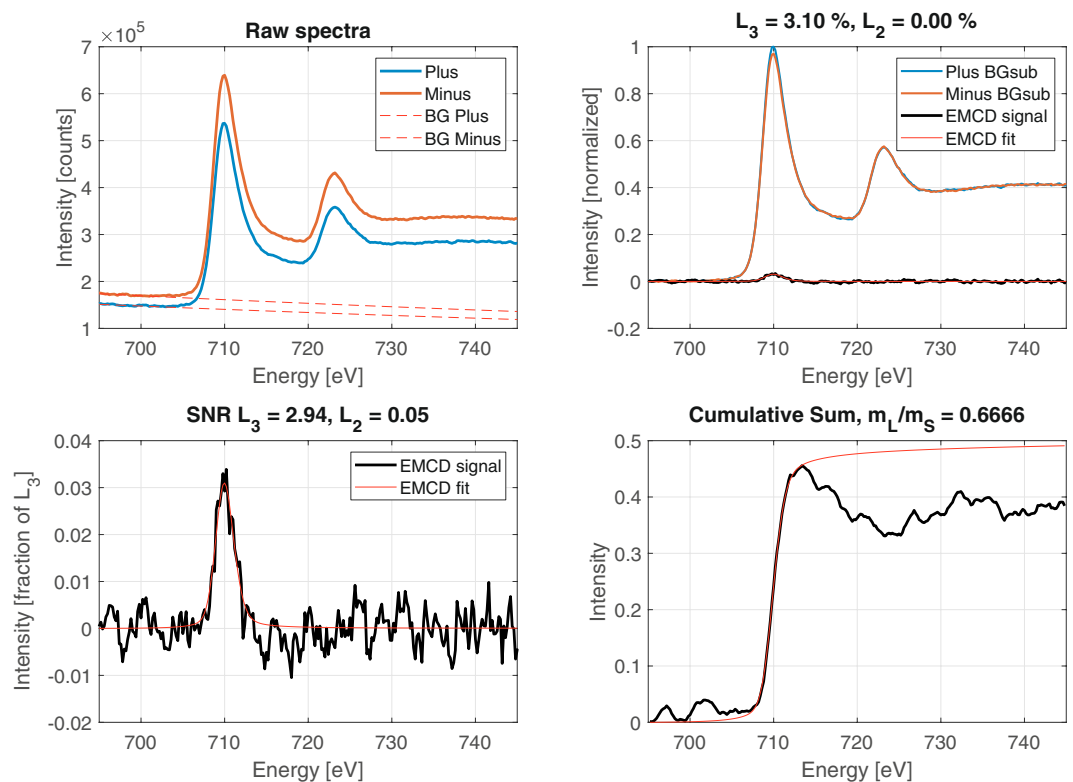 Raw spectra
×10⁵
7
6
5
4
3
2
1
Intensity [counts]
Plus
Minus
BG Plus
BG Minus
700 710 720 730 740
Energy [eV]
L₃ = 3.10 %, L₂ = 0.00 %
1
0.8
0.6
0.4
0.2
0
-0.2
Intensity [normalized]
Plus BGsub
Minus BGsub
EMCD signal
EMCD fit
700 710 720 730 740
Energy [eV]
SNR L₃ = 2.94, L₂ = 0.05
0.04
0.03
0.02
0.01
0
-0.01
-0.02
Intensity [fraction of L₃]
EMCD signal
EMCD fit
700 710 720 730 740
Energy [eV]
Cumulative Sum, m_L/m_S = 0.6666
0.5
0.4
0.3
0.2
0.1
0
Intensity
700 710 720 730 740
Energy [eV]